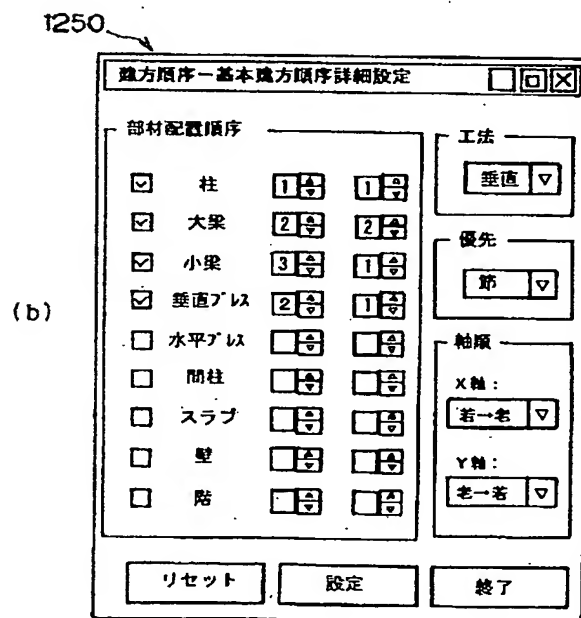 1250
建方順序－基本建方順序詳細設定
部材配置順序
柱 1 1
大梁 2 2
小梁 3 1
垂直ブレス 2 1
水平ブレス
間柱
スラブ
壁
階
工法
垂直
優先
節
軸順
X軸：
若→老
Y軸：
老→若
(b)
リセット 設定 終了